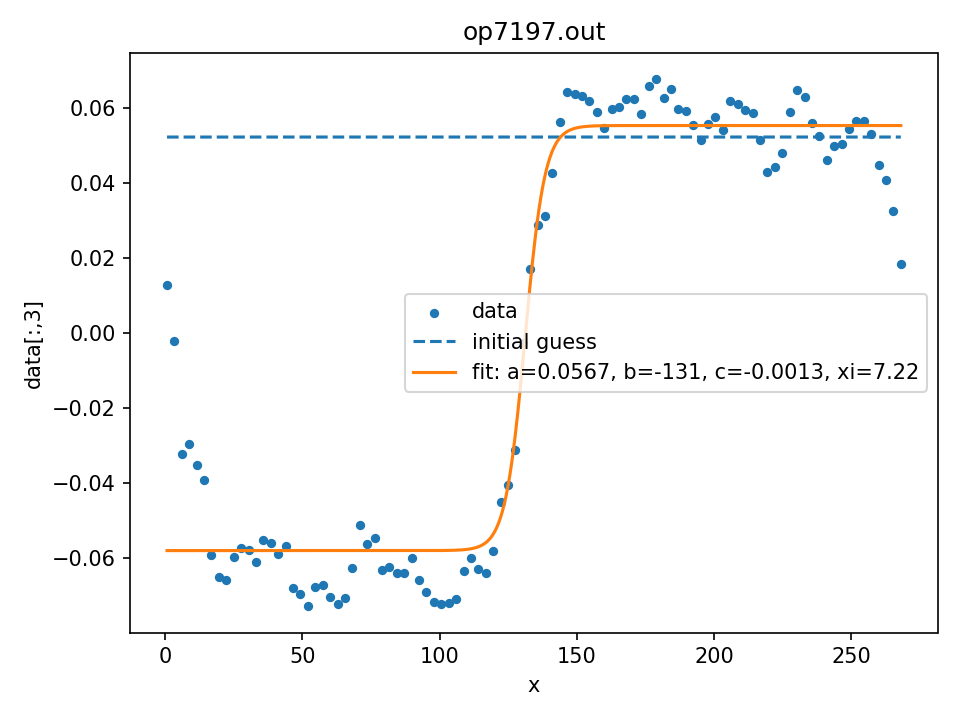 op7197.out
0.06
0.04
0.02
0.00
−0.02
−0.04
−0.06
data[:,3]
data
initial guess
fit: a=0.0567, b=-131, c=-0.0013, xi=7.22
0 50 100 150 200 250
x